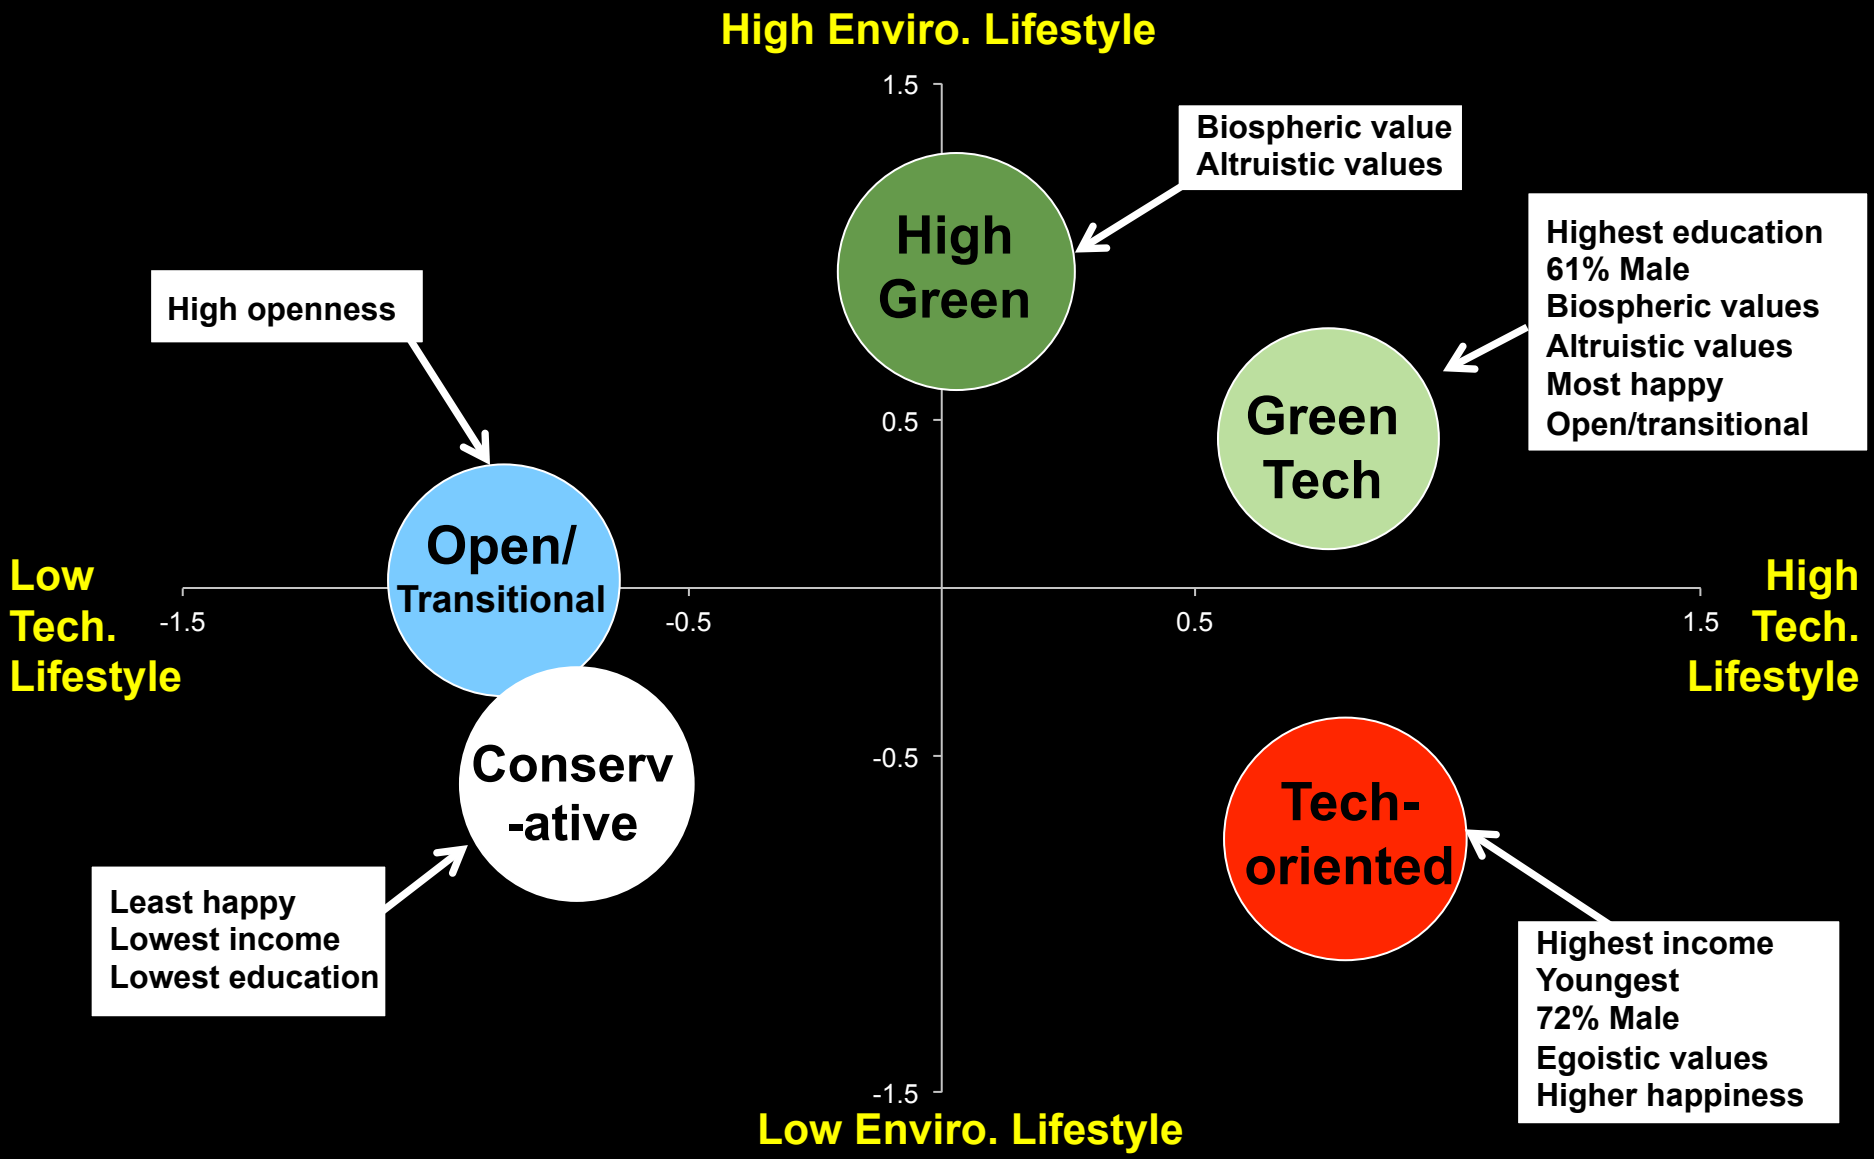 High Enviro. Lifestyle
1.5
Biospheric value
Altruistic values
High
Green
Highest education
61% Male
Biospheric values
Altruistic values
Most happy
Open/transitional
High openness
0.5
Green
Tech
Open/
Transitional
Low
Tech.
Lifestyle
-1.5
-0.5
0.5
1.5
High
Tech.
Lifestyle
-0.5
Conserv
-ative
Tech-
oriented
Least happy
Lowest income
Lowest education
Highest income
Youngest
72% Male
Egoistic values
Higher happiness
-1.5
Low Enviro. Lifestyle